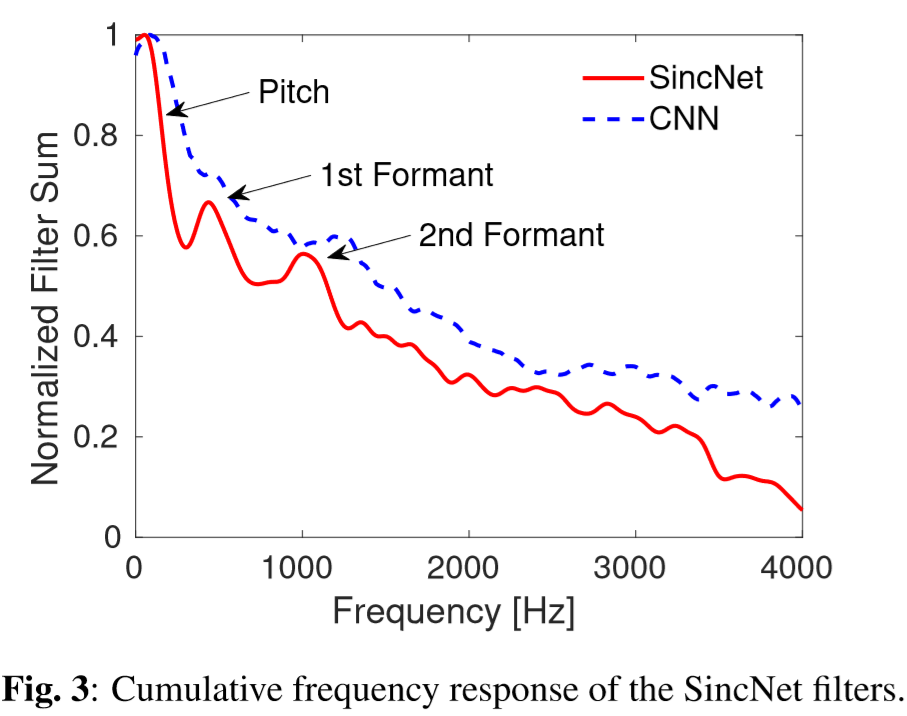 1
SincNet
CNN
Pitch
0.8
1st Formant
0.6
2nd Formant
0.4
0.2
0
Normalized Filter Sum
0 1000 2000 3000 4000
Frequency [Hz]
Fig. 3: Cumulative frequency response of the SincNet filters.